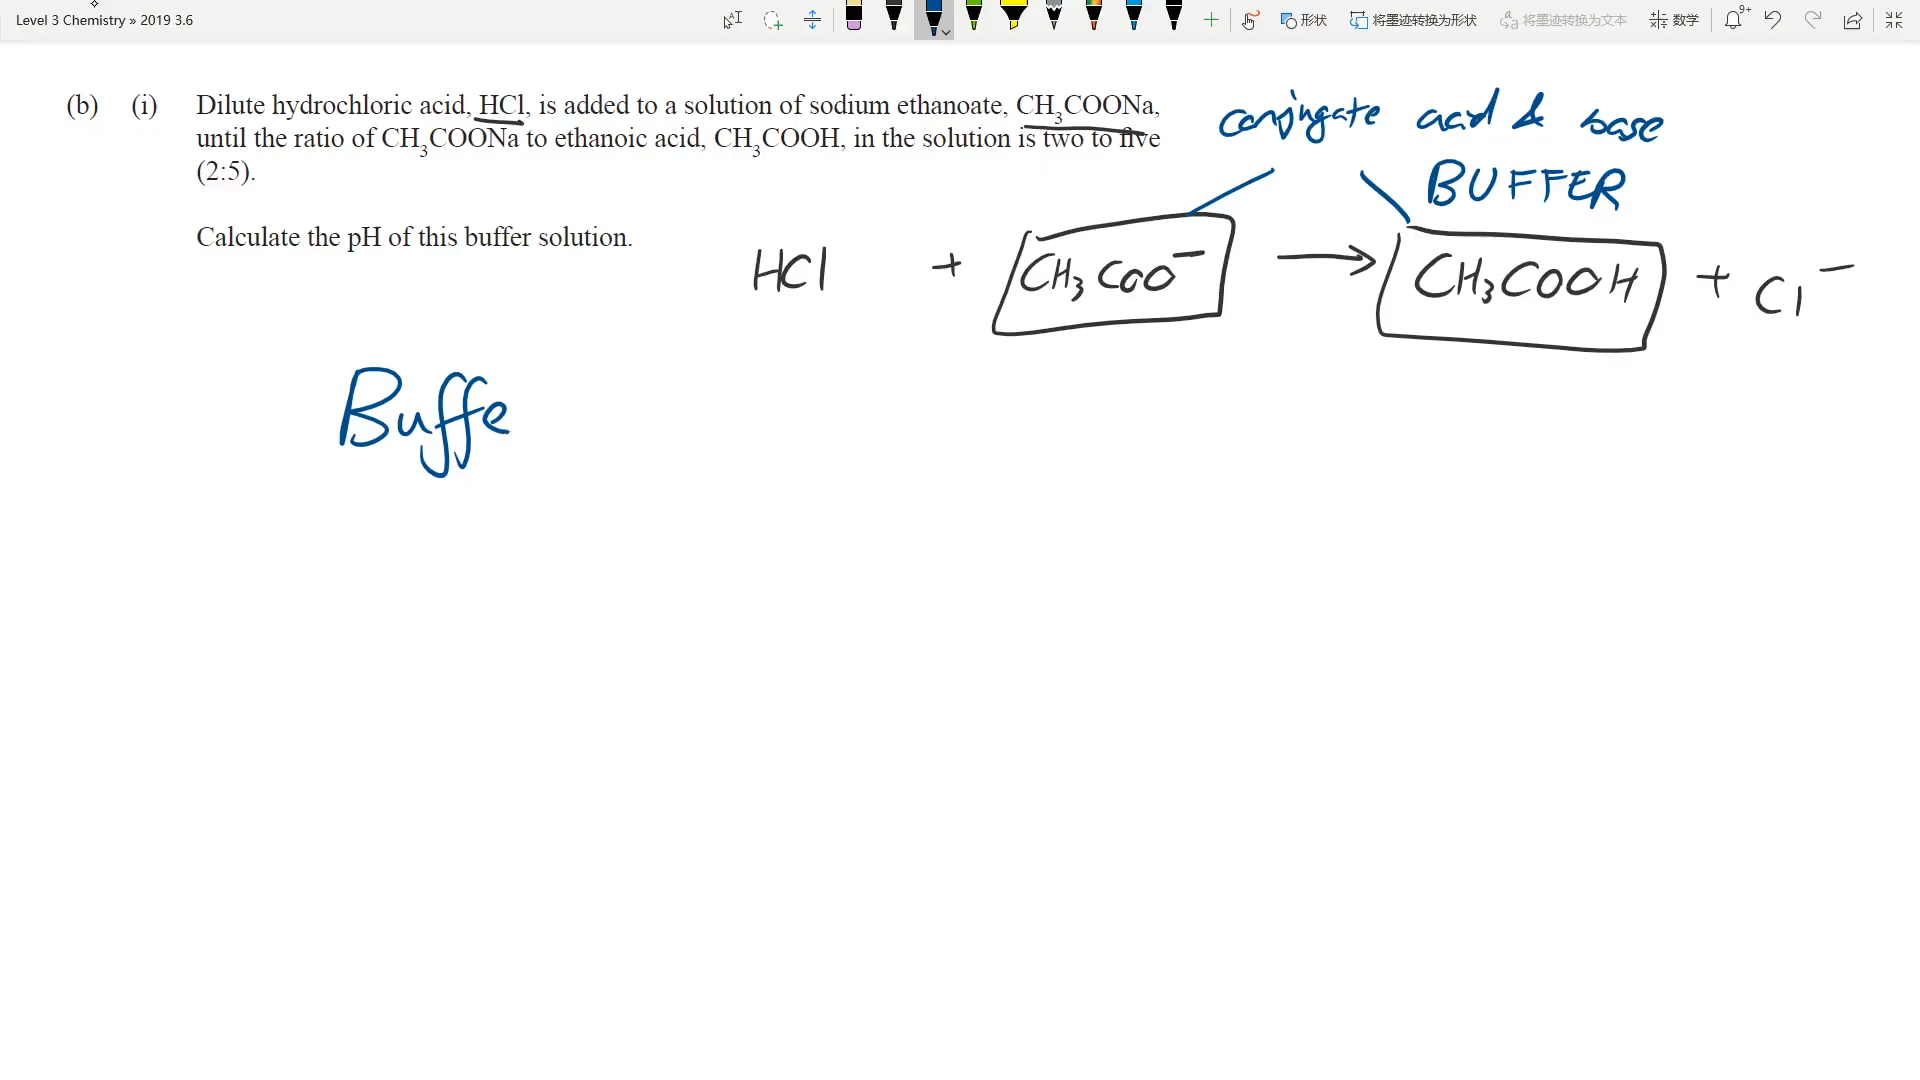 Level 3 Chemistry » 2019 3.6
形状 将墨迹转换为形状 将墨迹转换为文本 数学 9+
(b) (i) Dilute hydrochloric acid, HCl, is added to a solution of sodium ethanoate, CH₃COONa,
until the ratio of CH₃COONa to ethanoic acid, CH₃COOH, in the solution is two to five
(2:5).
conjugate acid & base
BUFFER
Calculate the pH of this buffer solution.
HCl + CH₃COO⁻ → CH₃COOH + Cl⁻
Buffe